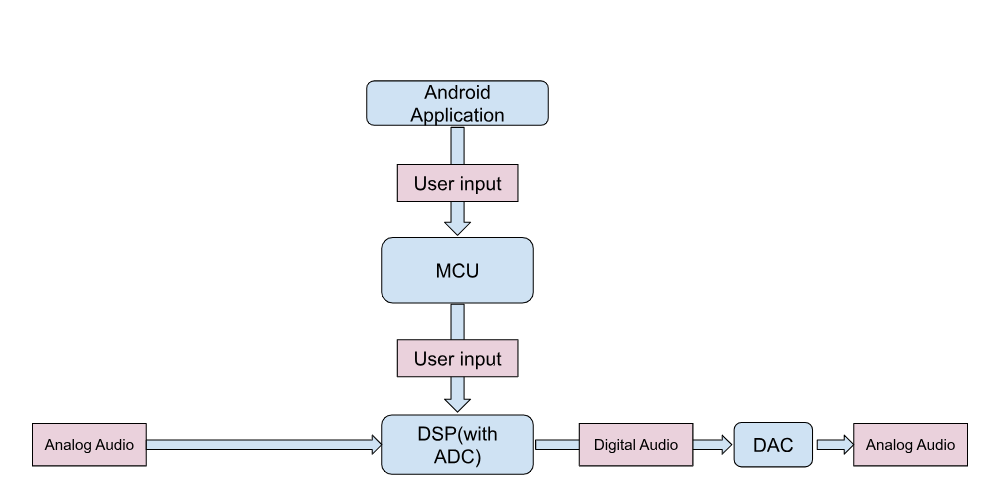 Android
Application
User input
MCU
User input
Analog Audio
DSP(with
ADC)
Digital Audio
DAC
Analog Audio